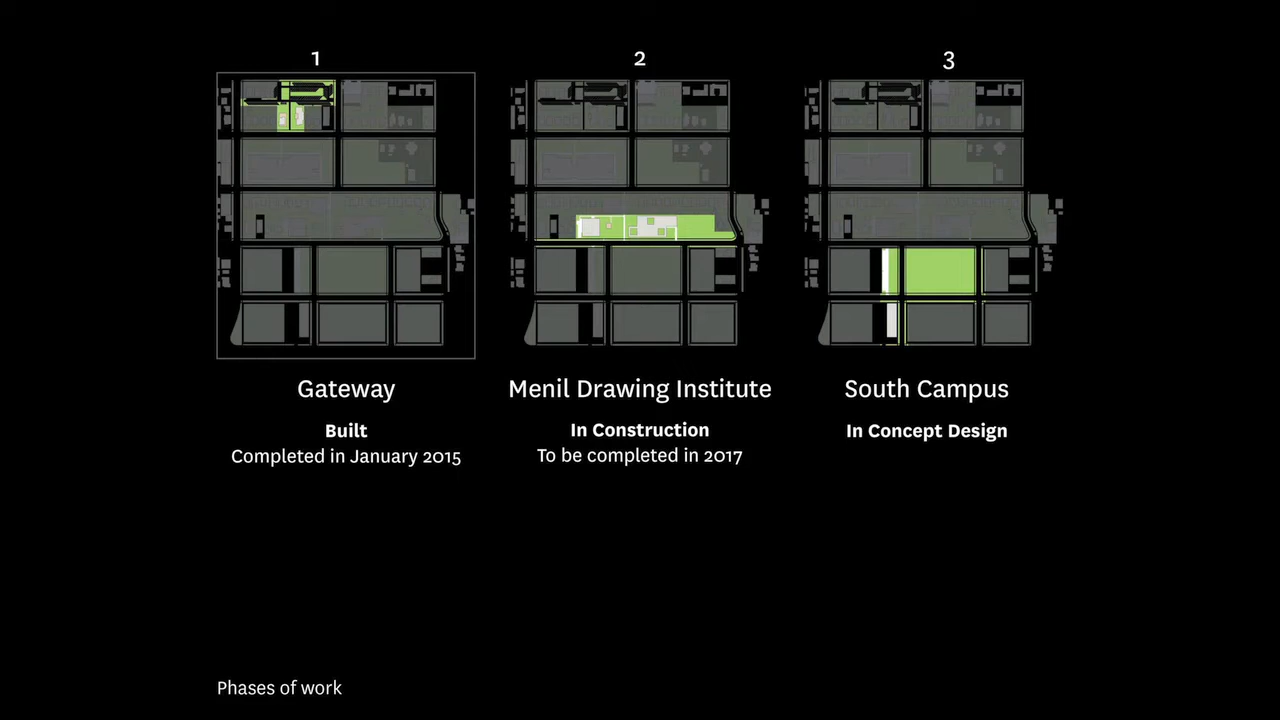 1
2
3
Gateway
Built
Completed in January 2015
Menil Drawing Institute
In Construction
To be completed in 2017
South Campus
In Concept Design
Phases of work